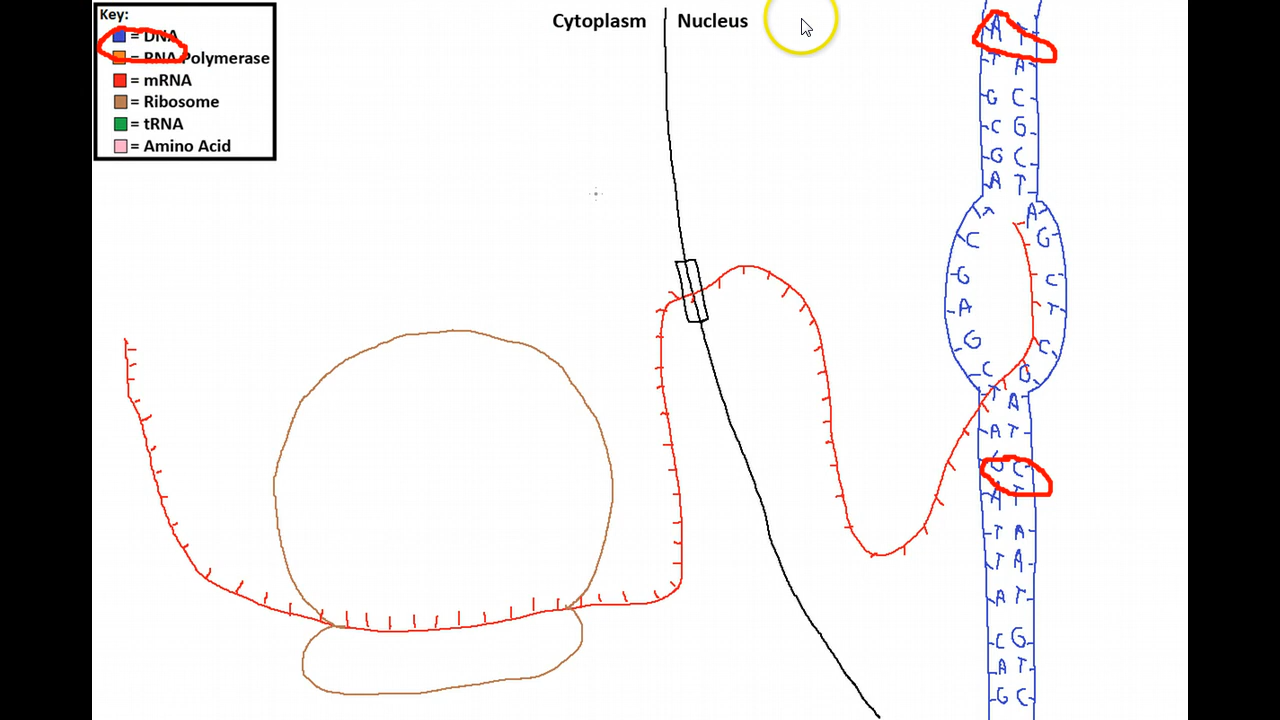 Key:
= DNA
= RNA Polymerase
= mRNA
= Ribosome
= tRNA
= Amino Acid
Cytoplasm Nucleus
A T
T A
G C
C G
G C
A T
T A
C G
G C
A T
G C
C G
T A
A T
G C
A T
T A
T A
A T
C G
A T
G C